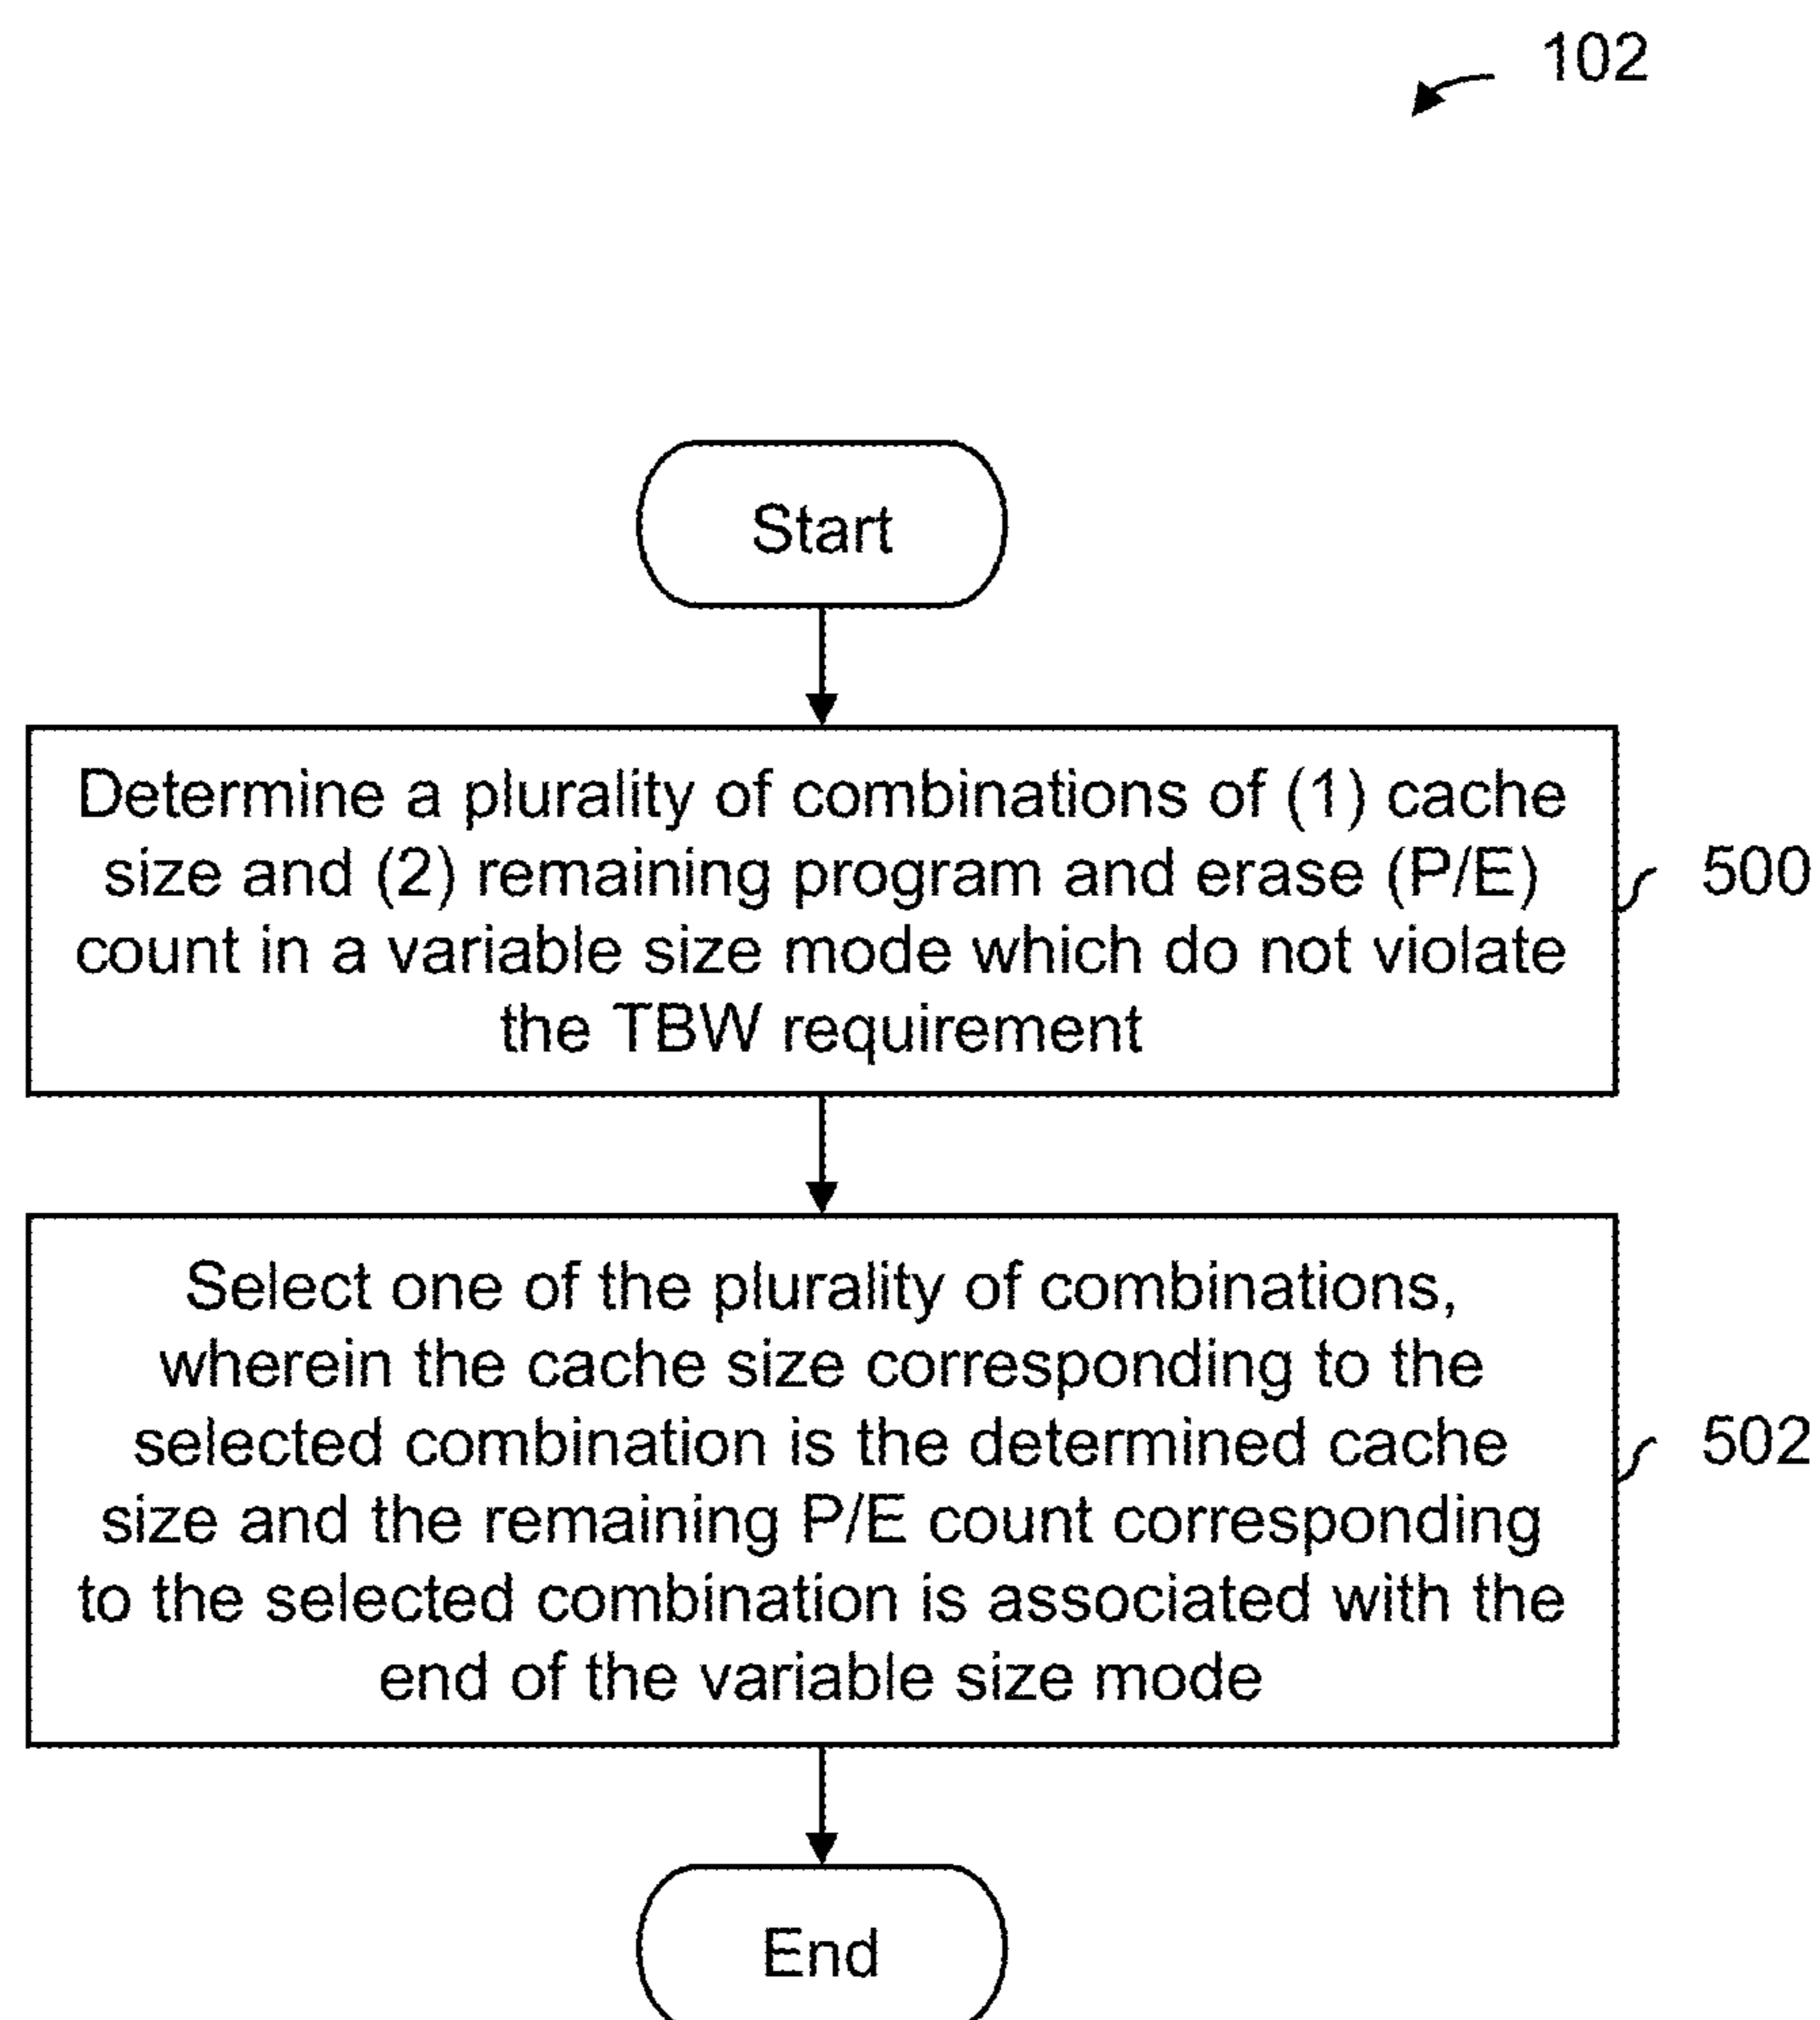 102
Start
Determine a plurality of combinations of (1) cache
size and (2) remaining program and erase (P/E)
count in a variable size mode which do not violate
the TBW requirement
500
Select one of the plurality of combinations,
wherein the cache size corresponding to the
selected combination is the determined cache
size and the remaining P/E count corresponding
to the selected combination is associated with the
end of the variable size mode
502
End